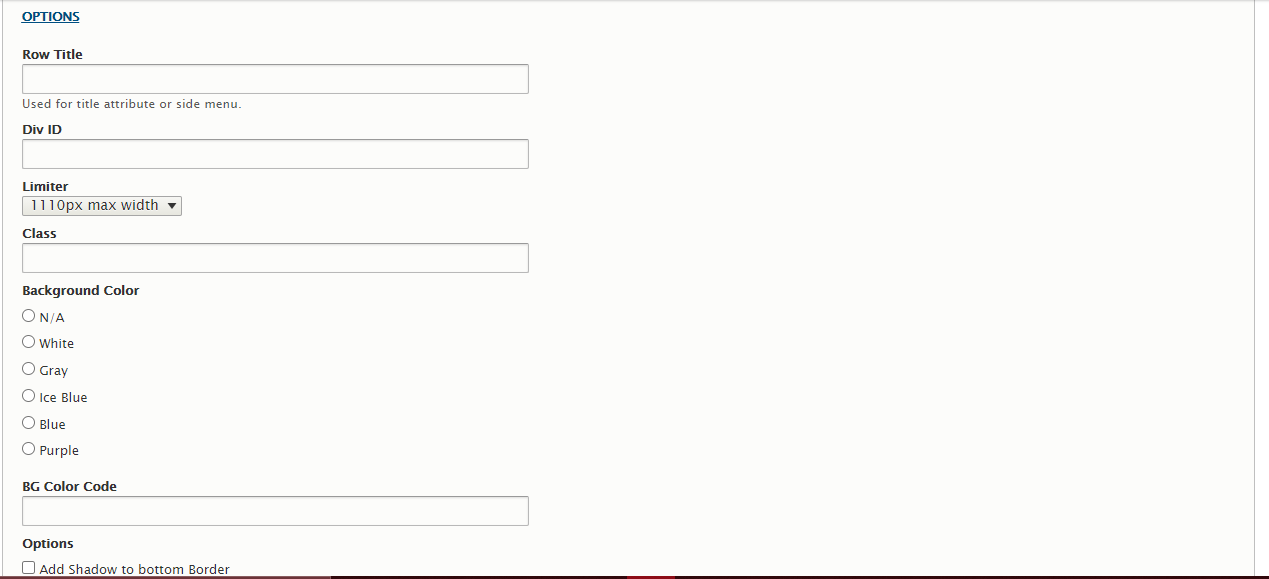 OPTIONS
Row Title
Used for title attribute or side menu.
Div ID
Limiter
1110px max width
Class
Background Color
N/A
White
Gray
Ice Blue
Blue
Purple
BG Color Code
Options
Add Shadow to bottom Border